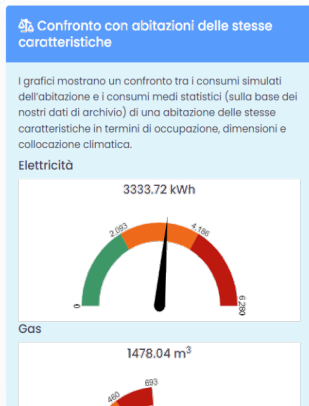 Confronto con abitazioni delle stesse
caratteristiche
I grafici mostrano un confronto tra i consumi simulati
dell'abitazione e i consumi medi statistici (sulla base dei
nostri dati di archivio) di una abitazione delle stesse
caratteristiche in termini di occupazione, dimensioni e
collocazione climatica.
Elettricità
3333.72 kWh
0
2.093
4.186
6.280
Gas
1478.04 m³
460
693